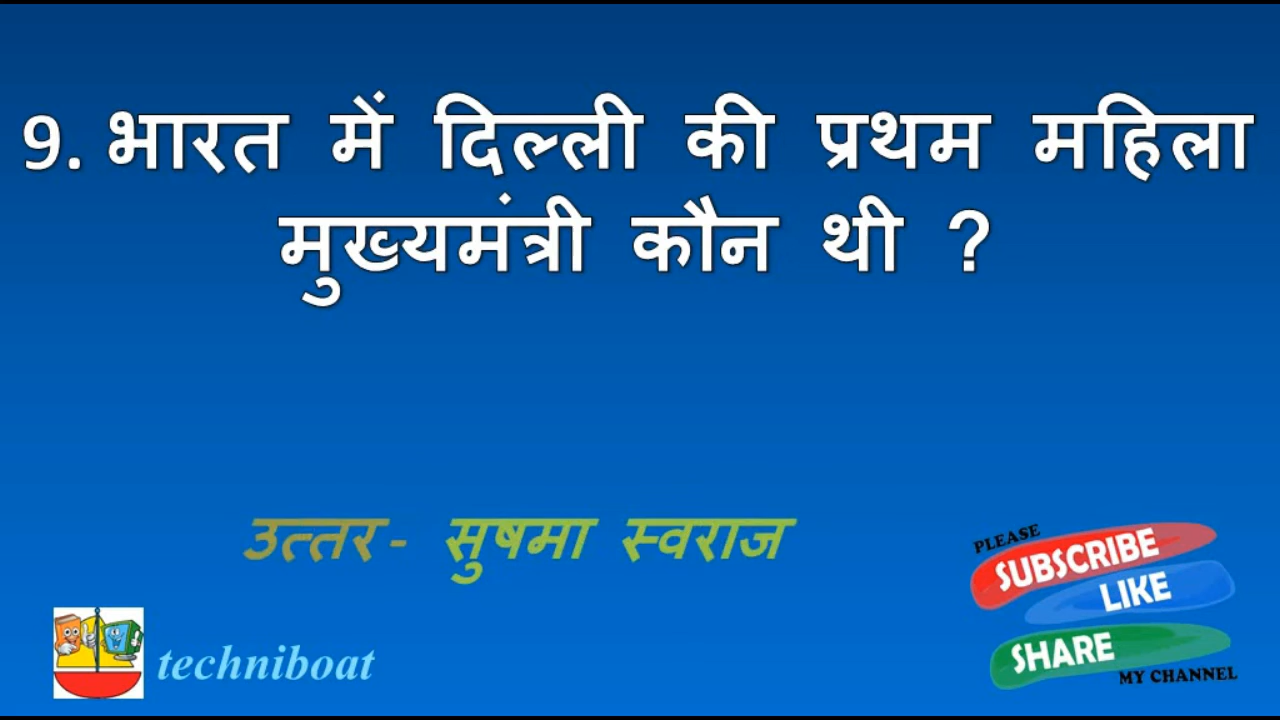 9. भारत में दिल्ली की प्रथम महिला
मुख्यमंत्री कौन थी ?
उत्तर - सुषमा स्वराज
PLEASE
SUBSCRIBE
LIKE
SHARE
MY CHANNEL
techniboat